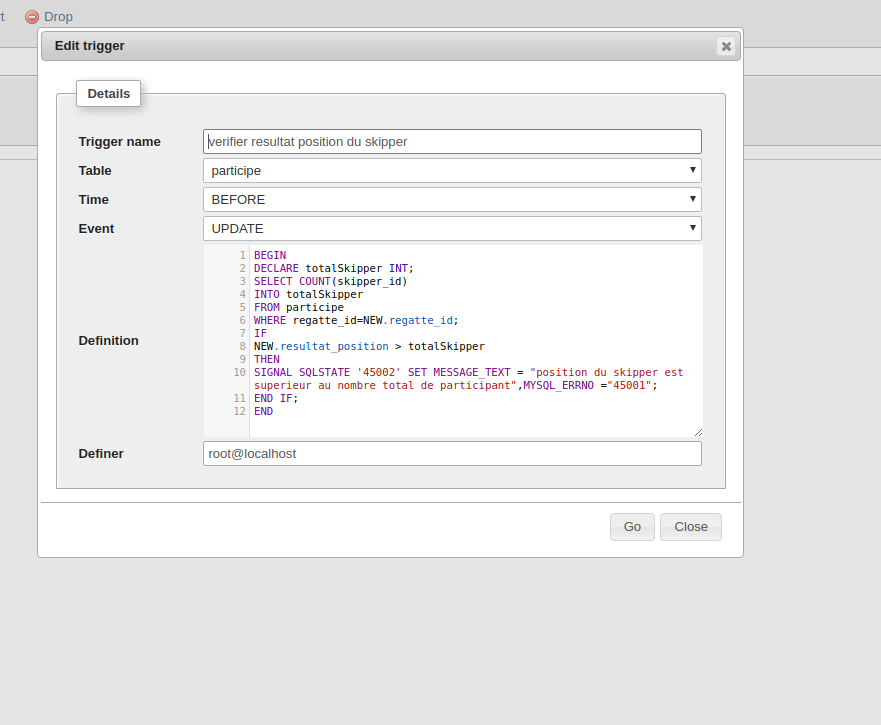 t Drop
Edit trigger
Details
Trigger name verifier resultat position du skipper
Table participe
Time BEFORE
Event UPDATE
Definition
1 BEGIN
2 DECLARE totalSkipper INT;
3 SELECT COUNT(skipper_id)
4 INTO totalSkipper
5 FROM participe
6 WHERE regatte_id=NEW.regatte_id;
7 IF
8 NEW.resultat_position > totalSkipper
9 THEN
10 SIGNAL SQLSTATE '45002' SET MESSAGE_TEXT = "position du skipper est
superieur au nombre total de participant",MYSQL_ERRNO ="45001";
11 END IF;
12 END
Definer root@localhost
Go Close